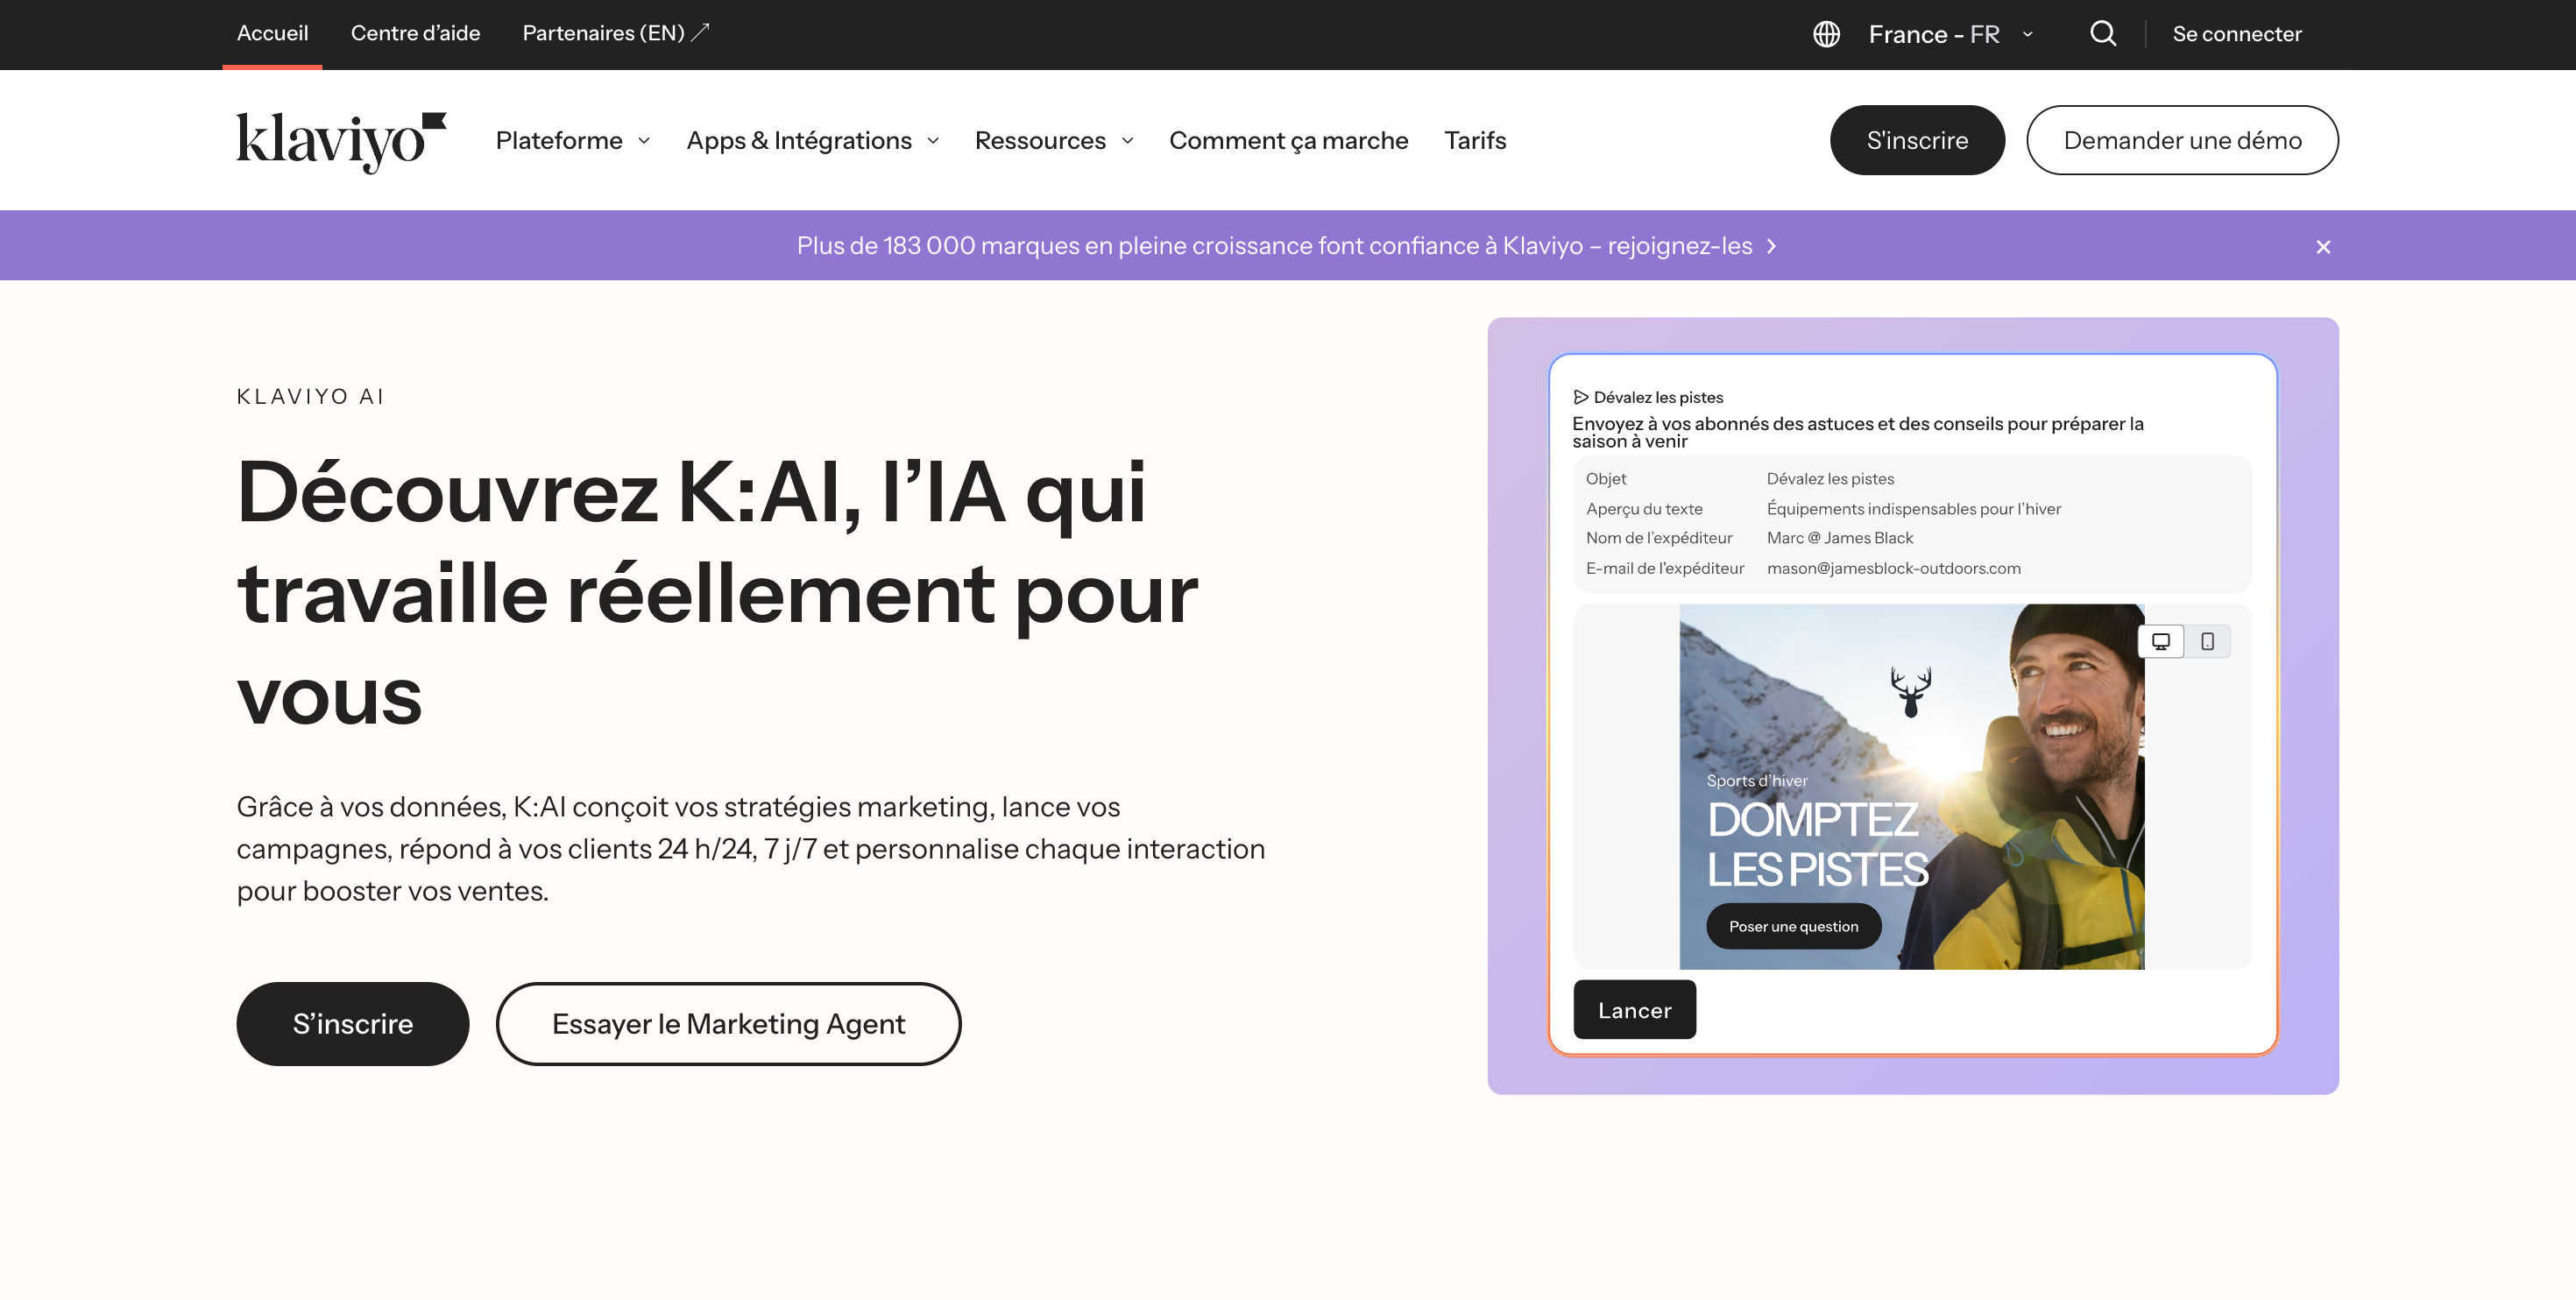 Accueil Centre d’aide Partenaires (EN) France - FR Se connecter
klaviyo Plateforme Apps & Intégrations Ressources Comment ça marche Tarifs S'inscrire Demander une démo
Plus de 183 000 marques en pleine croissance font confiance à Klaviyo – rejoignez-les
KLAVIYO AI
Découvrez K:AI, l’IA qui
travaille réellement pour
vous
Grâce à vos données, K:AI conçoit vos stratégies marketing, lance vos
campagnes, répond à vos clients 24 h/24, 7 j/7 et personnalise chaque interaction
pour booster vos ventes.
S’inscrire Essayer le Marketing Agent
Dévalez les pistes
Envoyez à vos abonnés des astuces et des conseils pour préparer la
saison à venir
Objet Dévalez les pistes
Aperçu du texte Équipements indispensables pour l’hiver
Nom de l’expéditeur Marc @ James Black
E-mail de l'expéditeur mason@jamesblock-outdoors.com
Sports d’hiver
DOMPTEZ
LES PISTES
Poser une question
Lancer